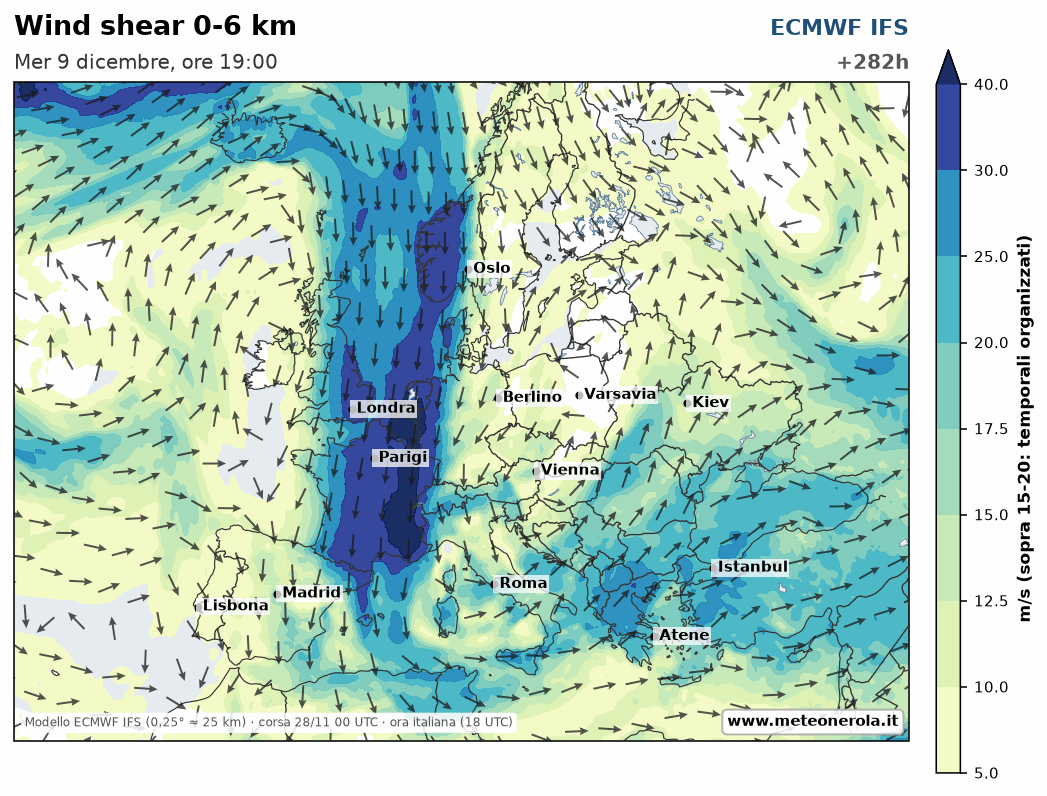 Wind shear 0-6 km
ECMWF IFS
Mer 9 dicembre, ore 19:00
+282h
40.0
30.0
25.0
20.0
17.5
15.0
12.5
10.0
5.0
m/s (sopra 15-20: temporali organizzati)
Oslo
Berlino
Varsavia
Kiev
Londra
Parigi
Vienna
Istanbul
Roma
Madrid
Lisbona
Atene
Modello ECMWF IFS (0,25° ≈ 25 km) · corsa 28/11 00 UTC · ora italiana (18 UTC)
www.meteonerola.it